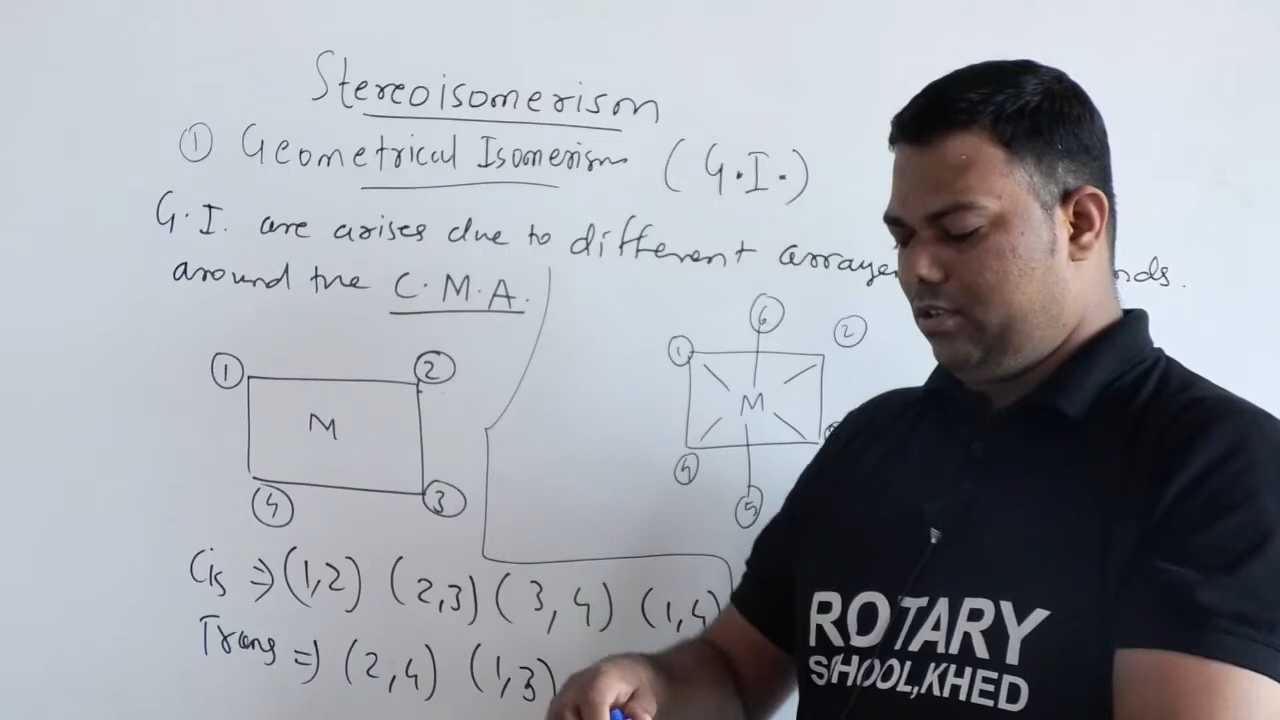 Stereoisomerism
① Geometrical Isomerism (G.I.)
G.I. are arises due to different
around the C.M.A.
① ②
M
④ ③
⑥
① ②
M
④
⑤
Cis ⇒ (1,2) (2,3) (3,4) (1,4)
Trans ⇒ (2,4) (1,3)
ROTARY
SCHOOL,KHED